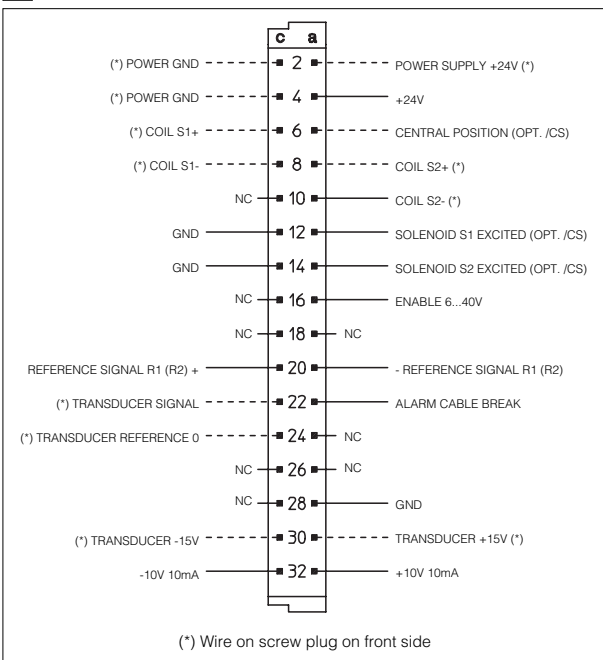 c a
(*) POWER GND 2 POWER SUPPLY +24V (*)
(*) POWER GND 4 +24V
(*) COIL S1+ 6 CENTRAL POSITION (OPT. /CS)
(*) COIL S1- 8 COIL S2+ (*)
NC 10 COIL S2- (*)
GND 12 SOLENOID S1 EXCITED (OPT. /CS)
GND 14 SOLENOID S2 EXCITED (OPT. /CS)
NC 16 ENABLE 6...40V
NC 18 NC
REFERENCE SIGNAL R1 (R2) + 20 - REFERENCE SIGNAL R1 (R2)
(*) TRANSDUCER SIGNAL 22 ALARM CABLE BREAK
(*) TRANSDUCER REFERENCE 0 24 NC
NC 26 NC
NC 28 GND
(*) TRANSDUCER -15V 30 TRANSDUCER +15V (*)
-10V 10mA 32 +10V 10mA
(*) Wire on screw plug on front side